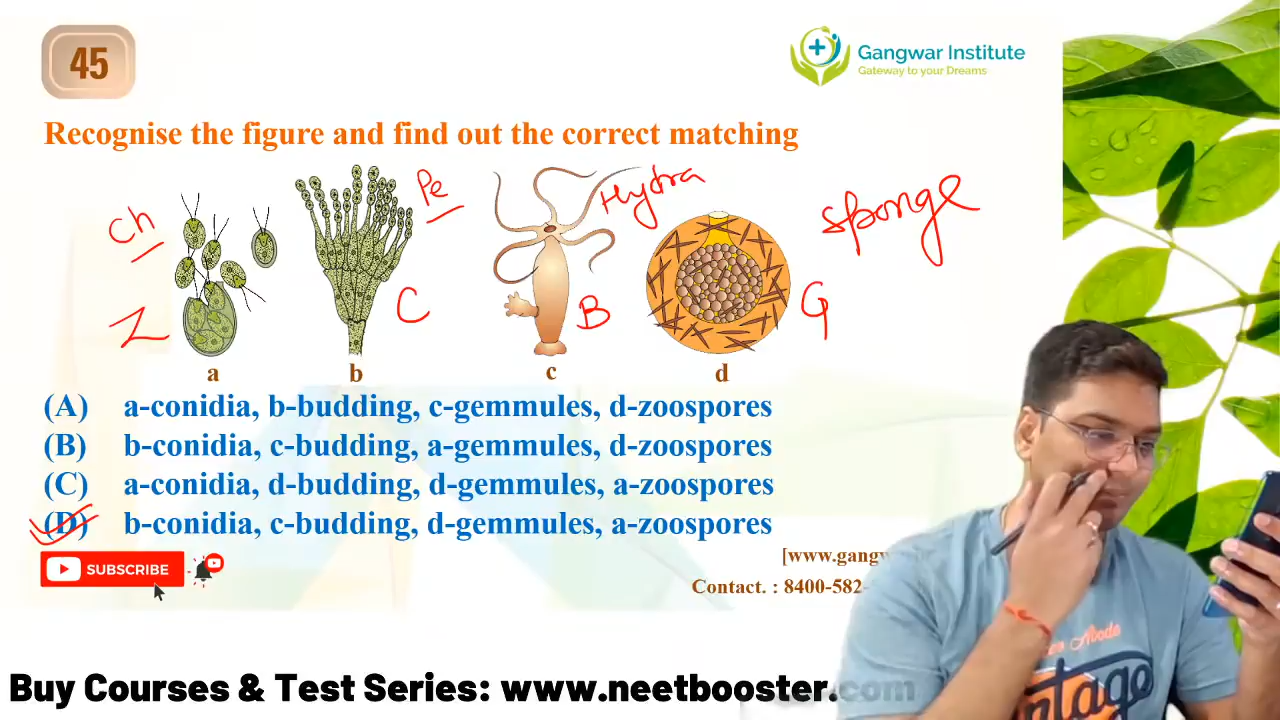 45
Gangwar Institute
Gateway to your Dreams
Recognise the figure and find out the correct matching
Ch
Pe
Hydra
Sponge
Z
C
B
G
a
b
c
d
(A) a-conidia, b-budding, c-gemmules, d-zoospores
(B) b-conidia, c-budding, a-gemmules, d-zoospores
(C) a-conidia, d-budding, d-gemmules, a-zoospores
(D) b-conidia, c-budding, d-gemmules, a-zoospores
SUBSCRIBE
[www.gangw
Contact. : 8400-582-
Buy Courses & Test Series: www.neetbooster.com